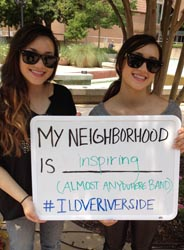 MY NEIGHBORHOOD
IS inspiring
(ALMOST ANYWHERE BAND)
#ILOVERIVERSIDE